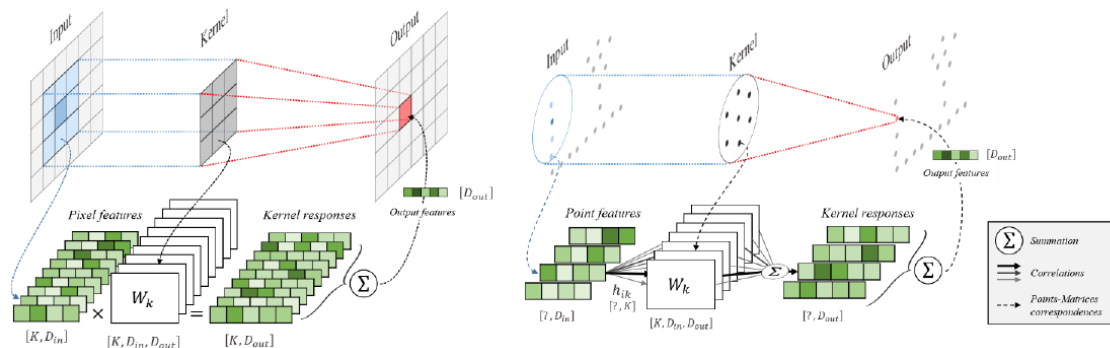 Input
Kernel
Output
Pixel features
Kernel responses
[D_out]
Output features
W_k
×
=
Σ
[K, D_in]
[K, D_in, D_out]
[K, D_out]
Input
Kernel
Output
[D_out]
Output features
Point features
Kernel responses
h_ik
[?, K]
W_k
Σ
Σ
[?, D_in]
[K, D_in, D_out]
[?, D_out]
Σ Summation
Correlations
Points-Matrices
correspondences